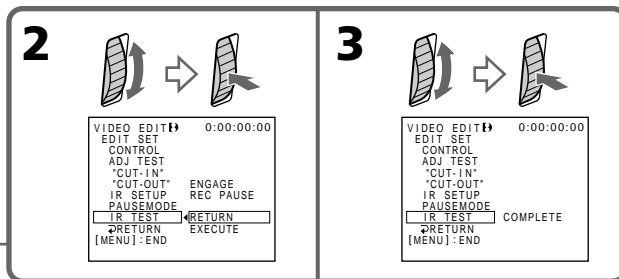 2
VIDEO EDIT 0:00:00:00
EDIT SET
CONTROL
ADJ TEST
"CUT-IN"
"CUT-OUT" ENGAGE
IR SETUP REC PAUSE
PAUSEMODE
IR TEST RETURN
RETURN EXECUTE
[MENU]:END
3
VIDEO EDIT 0:00:00:00
EDIT SET
CONTROL
ADJ TEST
"CUT-IN"
"CUT-OUT"
IR SETUP
PAUSEMODE
IR TEST COMPLETE
RETURN
[MENU]:END